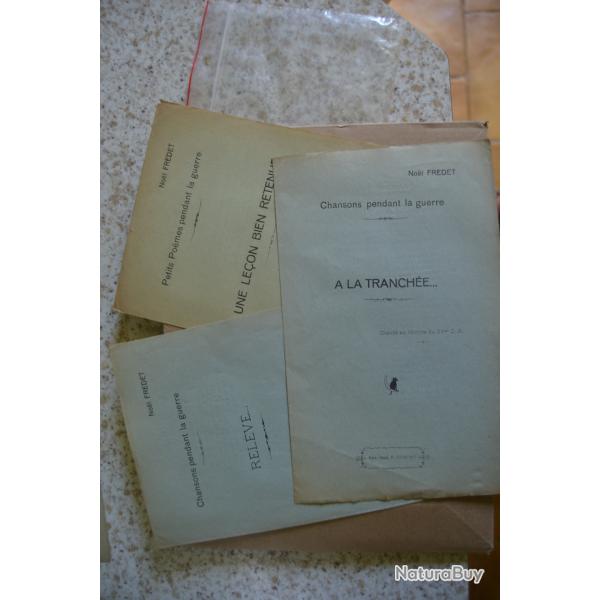 Noël FREDET
Petits Poèmes pendant la guerre
UNE LEÇON BIEN RETENUE
Noël FREDET
Chansons pendant la guerre
A LA TRANCHÉE...
Noël FREDET
Chansons pendant la guerre
RELÈVE...
NaturaBuy